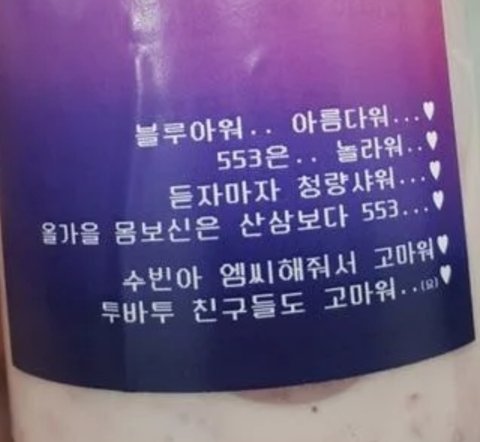 블루아워.. 아름다워...♥
553은.. 놀라워..♥
듣자마자 청량샤워...♥
올가을 몸보신은 산삼보다 553...♥
수빈아 엠씨해줘서 고마워♥
투바투 친구들도 고마워..(요)♥